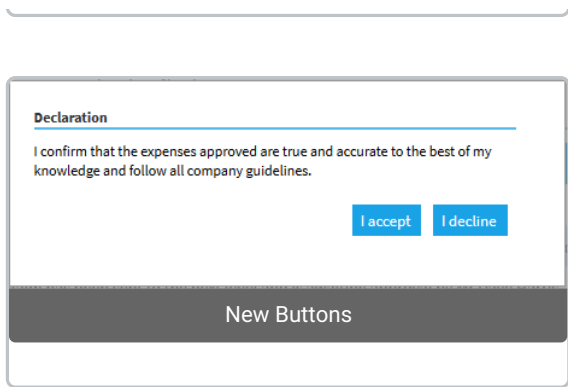 Declaration
I confirm that the expenses approved are true and accurate to the best of my
knowledge and follow all company guidelines.
I accept I decline
New Buttons